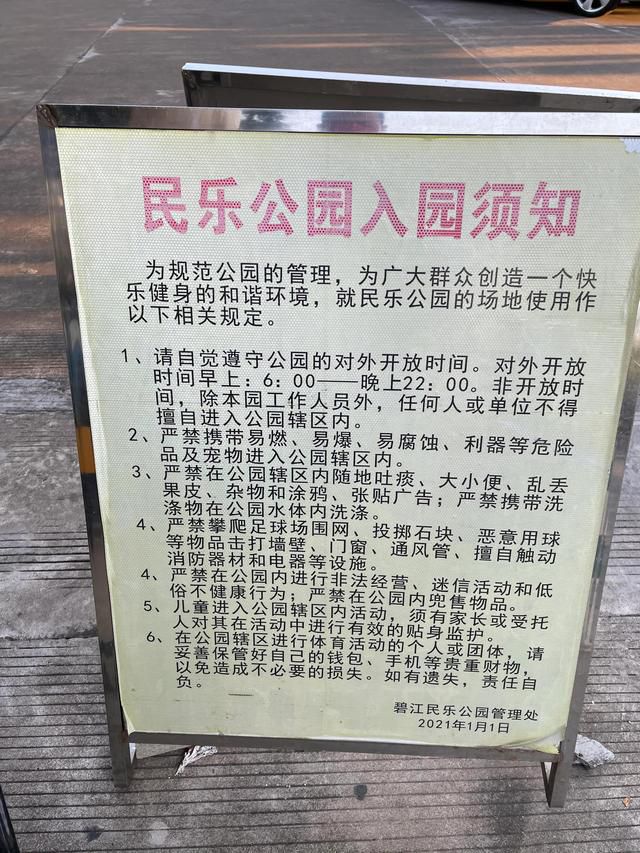 民乐公园入园须知
为规范公园的管理，为广大群众创造一个快
乐健身的和谐环境，就民乐公园的场地使用作
以下相关规定。
1、请自觉遵守公园的对外开放时间。对外开放
时间早上：6：00——晚上22：00。非开放时
间，除本园工作人员外，任何人或单位不得
擅自进入公园辖区内。
2、严禁携带易燃、易爆、易腐蚀、利器等危险
品及宠物进入公园辖区内。
3、严禁在公园辖区内随地吐痰、大小便、乱丢
果皮、杂物和涂鸦、张贴广告；严禁携带洗
涤物在公园水体内洗涤。
4、严禁攀爬足球场围网、投掷石块、恶意用球
等物品击打墙壁、门窗、通风管、擅自触动
消防器材和电器等设施。
4、严禁在公园内进行非法经营、迷信活动和低
俗不健康行为；严禁在公园内兜售物品。
5、儿童进入公园辖区内活动，须有家长或受托
人对其在活动中进行有效的贴身监护。
6、在公园辖区进行体育活动的个人或团体，请
妥善保管好自己的钱包、手机等贵重财物，
以免造成不必要的损失。如有遗失，责任自
负。
碧江民乐公园管理处
2021年1月1日